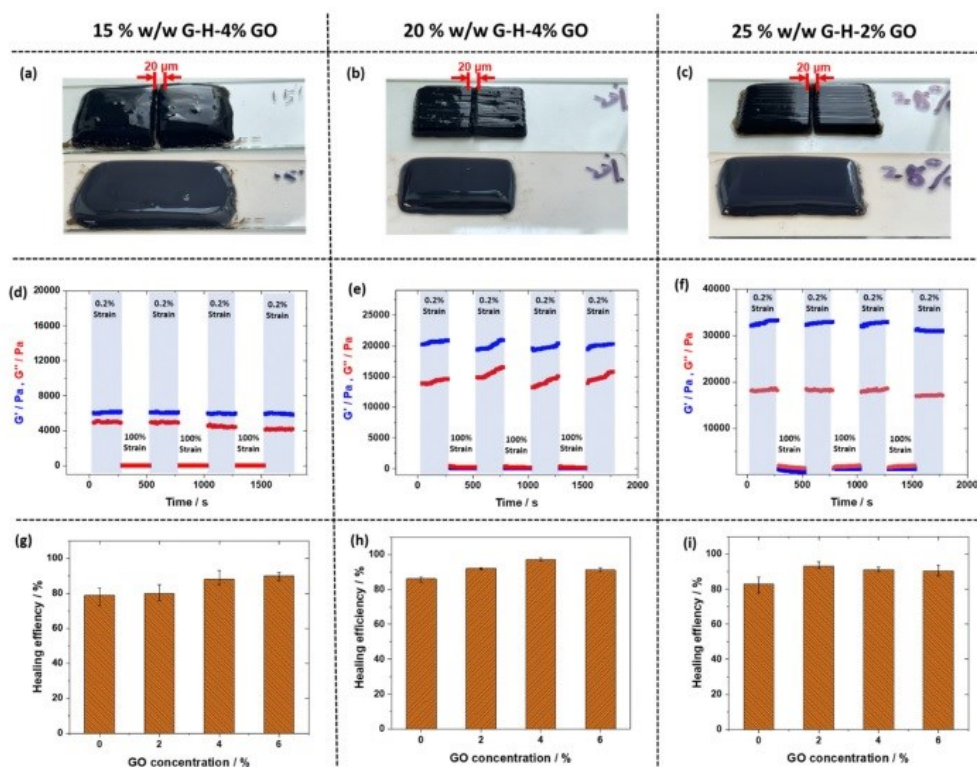 15 % w/w G-H-4% GO
20 % w/w G-H-4% GO
25 % w/w G-H-2% GO
(a)
20 µm
(b)
20 µm
(c)
20 µm
(d)
20000
16000
12000
8000
4000
0
G' / Pa , G'' / Pa
0.2% Strain
0.2% Strain
0.2% Strain
0.2% Strain
100% Strain
100% Strain
100% Strain
0 500 1000 1500 2000
Time / s
(e)
25000
20000
15000
10000
5000
0
G' / Pa , G'' / Pa
0.2% Strain
0.2% Strain
0.2% Strain
0.2% Strain
100% Strain
100% Strain
100% Strain
0 500 1000 1500 2000
Time / s
(f)
40000
30000
20000
10000
0
G' / Pa , G'' / Pa
0.2% Strain
0.2% Strain
0.2% Strain
0.2% Strain
100% Strain
100% Strain
100% Strain
0 500 1000 1500 2000
Time / s
(g)
100
80
60
40
20
0
Healing effiency / %
0 2 4 6
GO concentration / %
(h)
100
80
60
40
20
0
Healing efficiency / %
0 2 4 6
GO concentration / %
(i)
100
80
60
40
20
0
Healing effiency / %
0 2 4 6
GO concentration / %